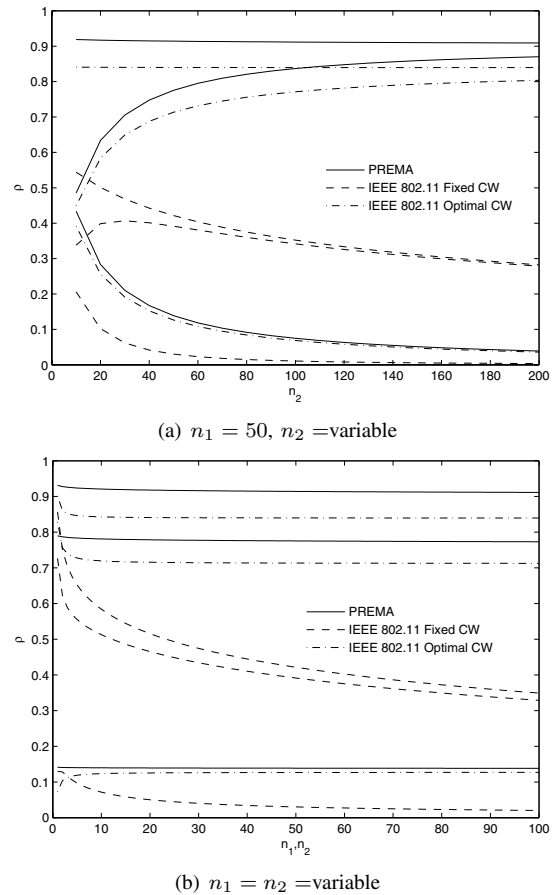 1
0.9
0.8
0.7
0.6
0.5
0.4
0.3
0.2
0.1
0
ρ
PREMA
IEEE 802.11 Fixed CW
IEEE 802.11 Optimal CW
0 20 40 60 80 100 120 140 160 180 200
n₂
(a) n₁ = 50, n₂ =variable
1
0.9
0.8
0.7
0.6
0.5
0.4
0.3
0.2
0.1
0
ρ
PREMA
IEEE 802.11 Fixed CW
IEEE 802.11 Optimal CW
0 10 20 30 40 50 60 70 80 90 100
n₁,n₂
(b) n₁ = n₂ =variable